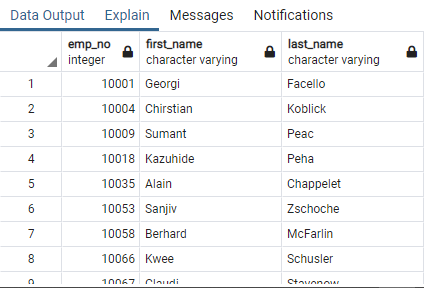 Data Output Explain Messages Notifications
emp_no first_name last_name
integer character varying character varying
1 10001 Georgi Facello
2 10004 Chirstian Koblick
3 10009 Sumant Peac
4 10018 Kazuhide Peha
5 10035 Alain Chappelet
6 10053 Sanjiv Zschoche
7 10058 Berhard McFarlin
8 10066 Kwee Schusler
9 10067 Claudi Stavenow